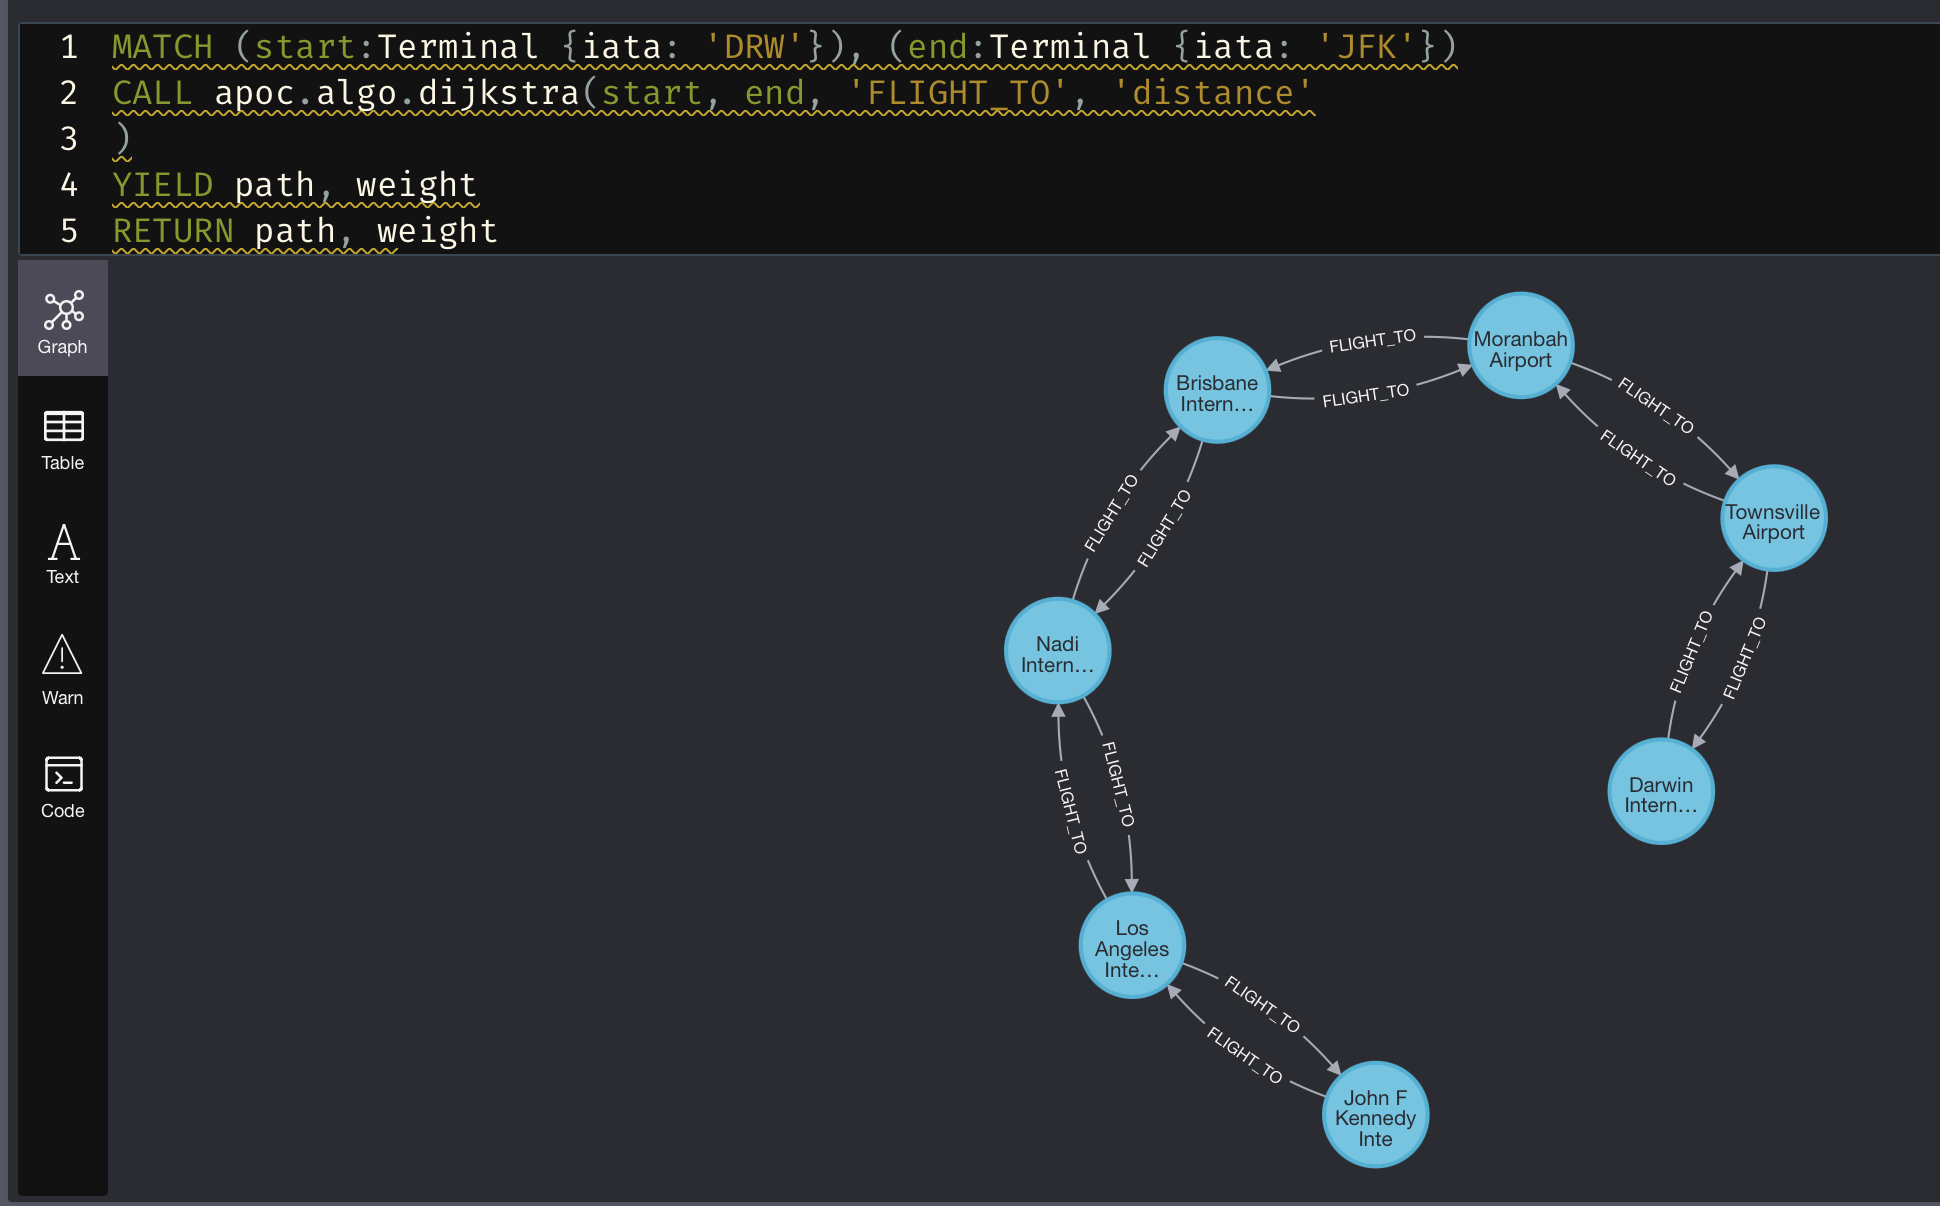 1 MATCH (start:Terminal {iata: 'DRW'}), (end:Terminal {iata: 'JFK'})
2 CALL apoc.algo.dijkstra(start, end, 'FLIGHT_TO', 'distance'
3 )
4 YIELD path, weight
5 RETURN path, weight
Graph
Table
Text
Warn
Code
Moranbah
Airport
FLIGHT_TO
FLIGHT_TO
Brisbane
Intern...
FLIGHT_TO
FLIGHT_TO
Townsville
Airport
FLIGHT_TO
FLIGHT_TO
Nadi
Intern...
FLIGHT_TO
FLIGHT_TO
Darwin
Intern...
FLIGHT_TO
FLIGHT_TO
Los
Angeles
Inte...
FLIGHT_TO
FLIGHT_TO
John F
Kennedy
Inte